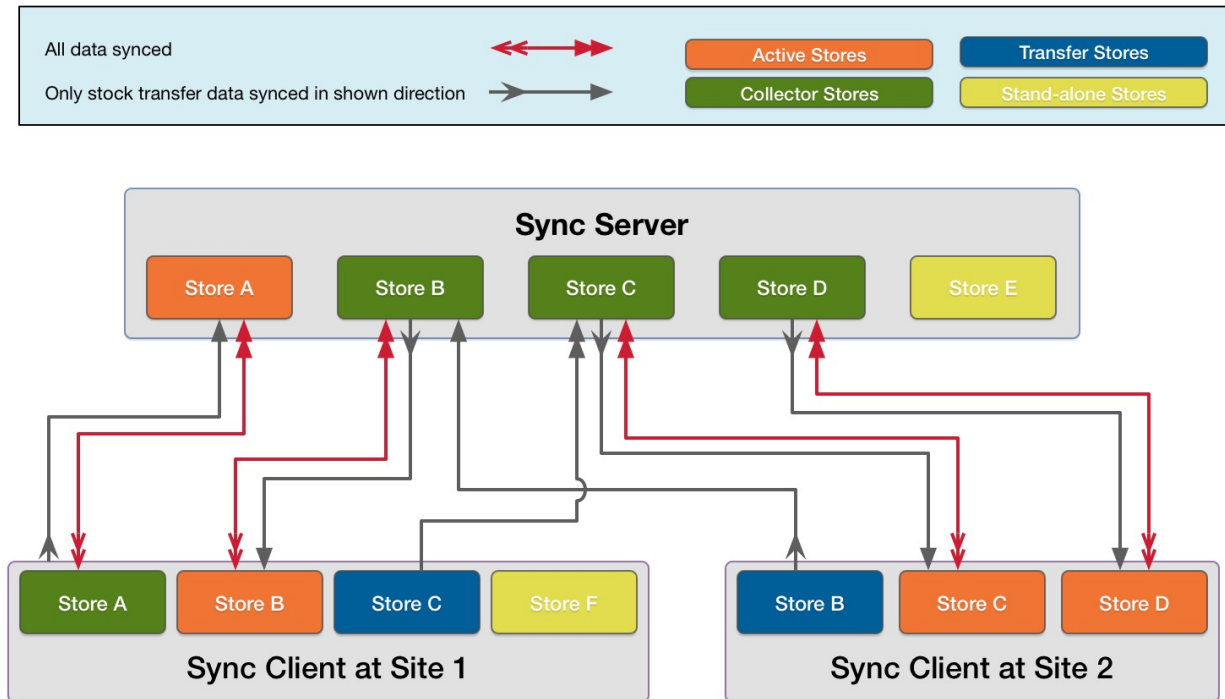 All data synced
Only stock transfer data synced in shown direction
Active Stores
Transfer Stores
Collector Stores
Stand-alone Stores
Sync Server
Store A
Store B
Store C
Store D
Store E
Store A
Store B
Store C
Store F
Sync Client at Site 1
Store B
Store C
Store D
Sync Client at Site 2